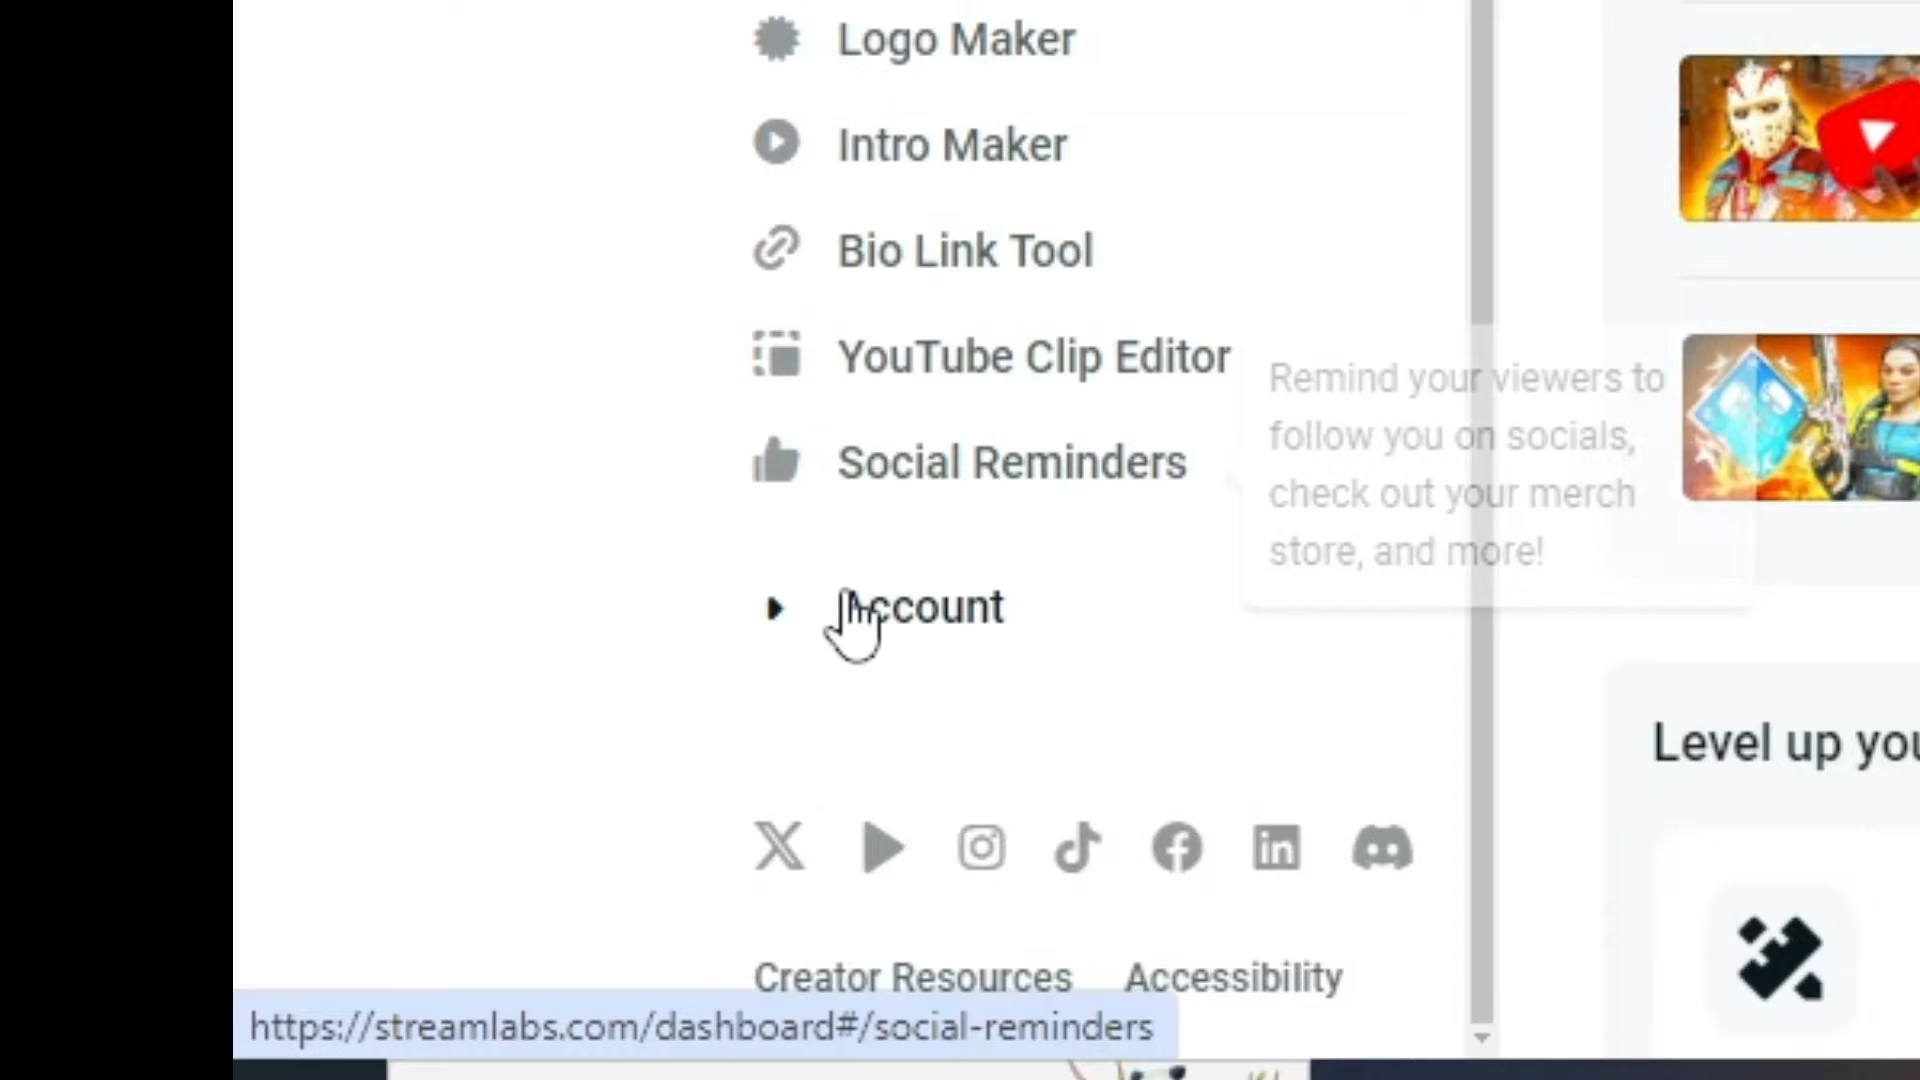 Logo Maker
Intro Maker
Bio Link Tool
YouTube Clip Editor
Remind your viewers to
follow you on socials,
check out your merch
store, and more!
Social Reminders
Account
Level up you
Creator Resources Accessibility
https://streamlabs.com/dashboard#/social-reminders